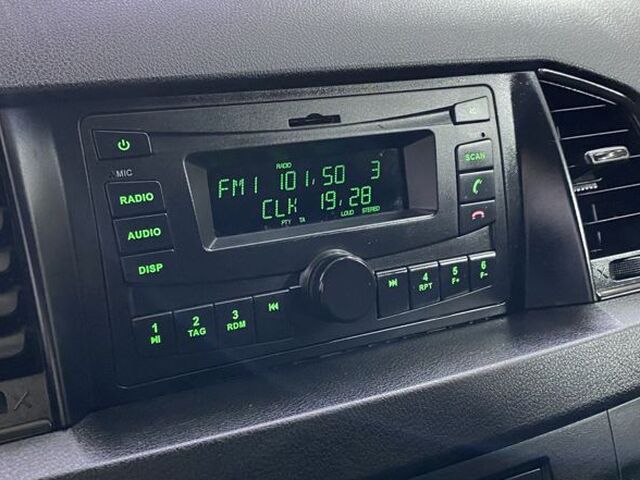 MIC
RADIO
AUDIO
DISP
RADIO
FM1 101.50 3
CLK 19:28
PTY TA LOUD STEREO
SCAN
1
2 TAG
3 RDM
4 RPT
5 F+
6 F-